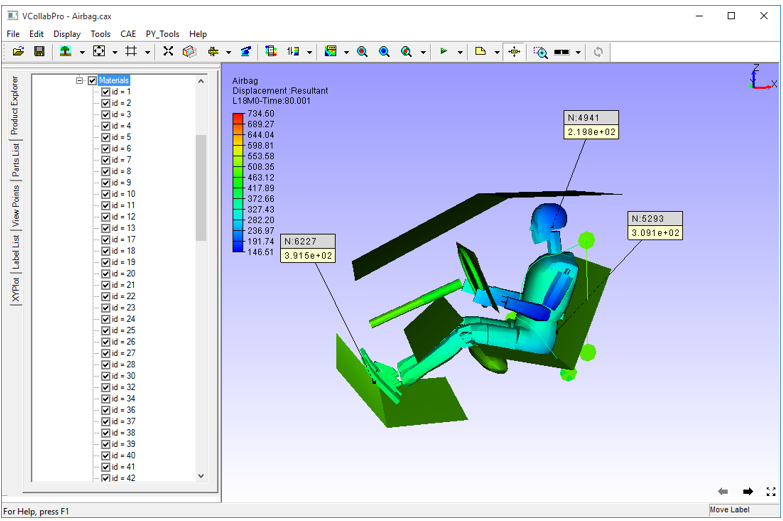 VCollabPro - Airbag.cax
File Edit Display Tools CAE PY_Tools Help
Product Explorer
Parts List
View Points
Label List
XYPlot
Materials
id = 1
id = 2
id = 3
id = 4
id = 5
id = 6
id = 7
id = 8
id = 9
id = 10
id = 11
id = 12
id = 13
id = 17
id = 18
id = 19
id = 20
id = 21
id = 22
id = 23
id = 24
id = 25
id = 26
id = 27
id = 28
id = 30
id = 32
id = 34
id = 36
id = 37
id = 38
id = 39
id = 40
id = 41
id = 42
Airbag
Displacement :Resultant
L18M0-Time:80.001
734.50
689.27
644.04
598.81
553.58
508.35
463.12
417.89
372.66
327.43
282.20
236.97
191.74
146.51
N:4941
2.198e+02
N:5293
3.091e+02
N:6227
3.915e+02
Z
X
For Help, press F1
Move Label